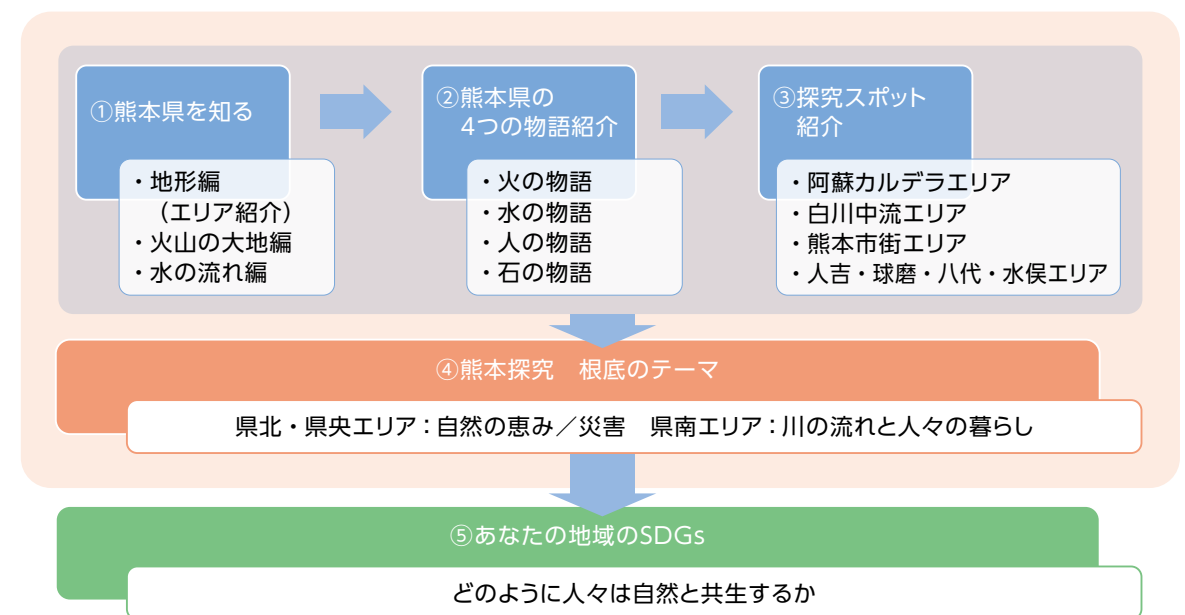 ①熊本県を知る
・地形編
（エリア紹介）
・火山の大地編
・水の流れ編
②熊本県の
4つの物語紹介
・火の物語
・水の物語
・人の物語
・石の物語
③探究スポット
紹介
・阿蘇カルデラエリア
・白川中流エリア
・熊本市街エリア
・人吉・球磨・八代・水俣エリア
④熊本探究　根底のテーマ
県北・県央エリア：自然の恵み／災害　県南エリア：川の流れと人々の暮らし
⑤あなたの地域のSDGs
どのように人々は自然と共生するか